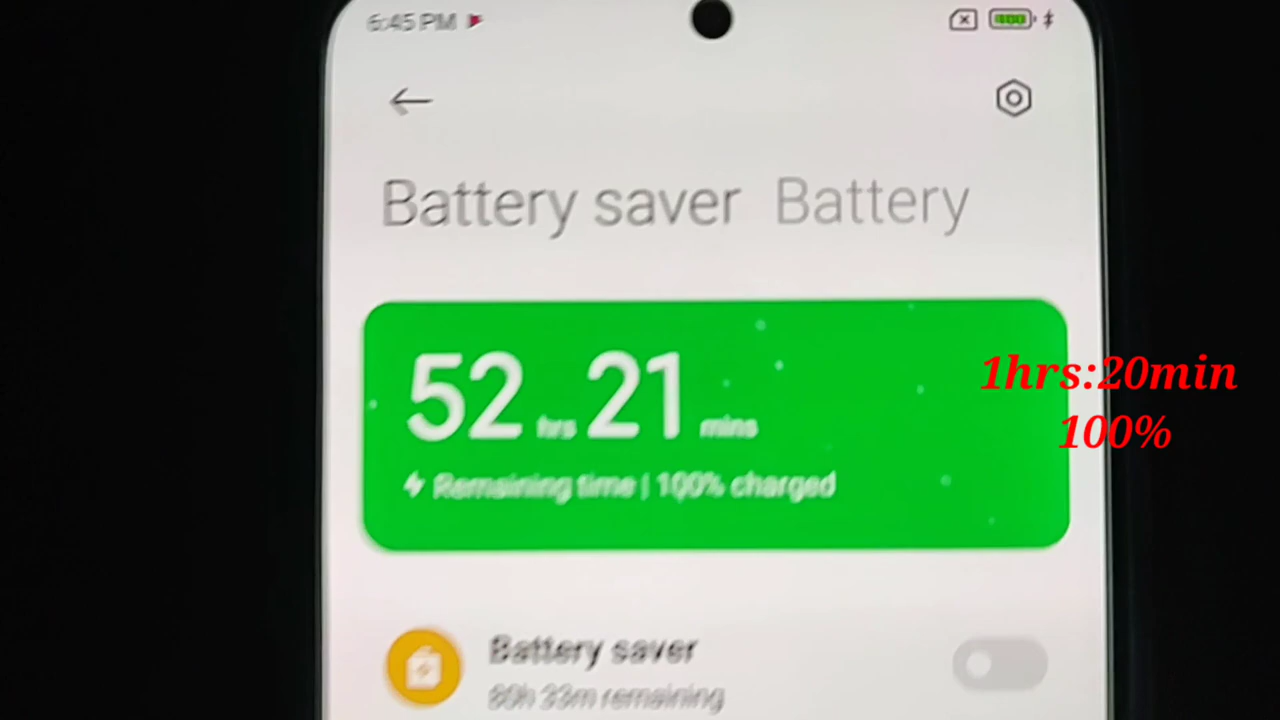 6:45 PM
100
Battery saver Battery
52 hrs 21 mins
Remaining time | 100% charged
1hrs:20min
100%
Battery saver
remaining